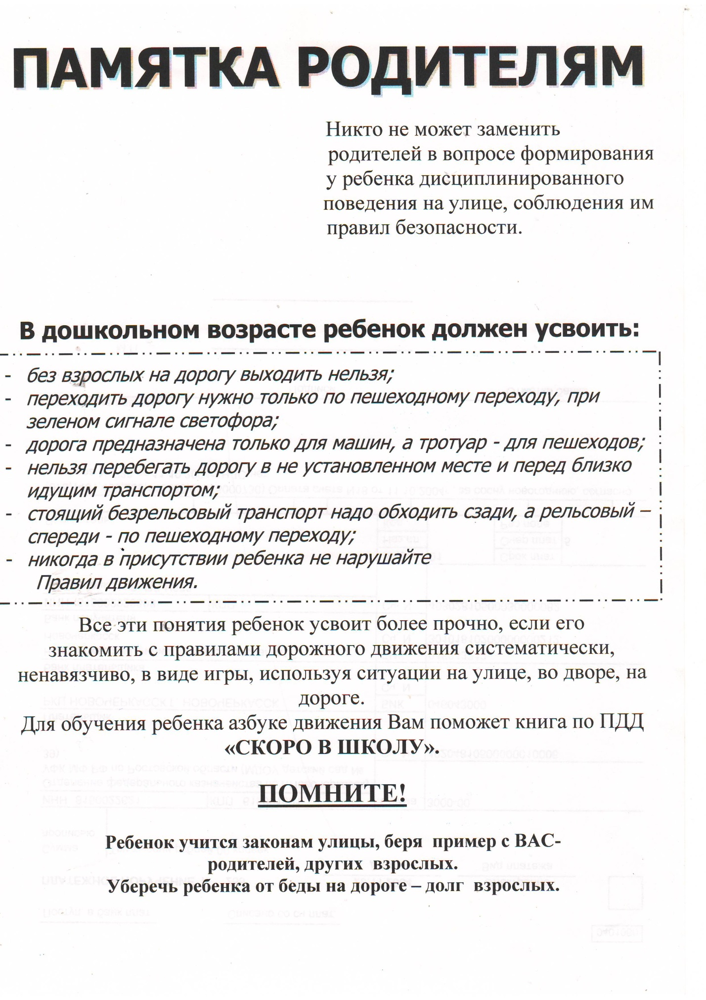 ПАМЯТКА РОДИТЕЛЯМ
Никто не может заменить
родителей в вопросе формирования
у ребенка дисциплинированного
поведения на улице, соблюдения им
правил безопасности.
В дошкольном возрасте ребенок должен усвоить:
- без взрослых на дорогу выходить нельзя;
- переходить дорогу нужно только по пешеходному переходу, при
зеленом сигнале светофора;
- дорога предназначена только для машин, а тротуар - для пешеходов;
- нельзя перебегать дорогу в не установленном месте и перед близко
идущим транспортом;
- стоящий безрельсовый транспорт надо обходить сзади, а рельсовый –
спереди - по пешеходному переходу;
- никогда в присутствии ребенка не нарушайте
Правил движения.
Все эти понятия ребенок усвоит более прочно, если его
знакомить с правилами дорожного движения систематически,
ненавязчиво, в виде игры, используя ситуации на улице, во дворе, на
дороге.
Для обучения ребенка азбуке движения Вам поможет книга по ПДД
«СКОРО В ШКОЛУ».
ПОМНИТЕ!
Ребенок учится законам улицы, беря пример с ВАС-
родителей, других взрослых.
Уберечь ребенка от беды на дороге – долг взрослых.